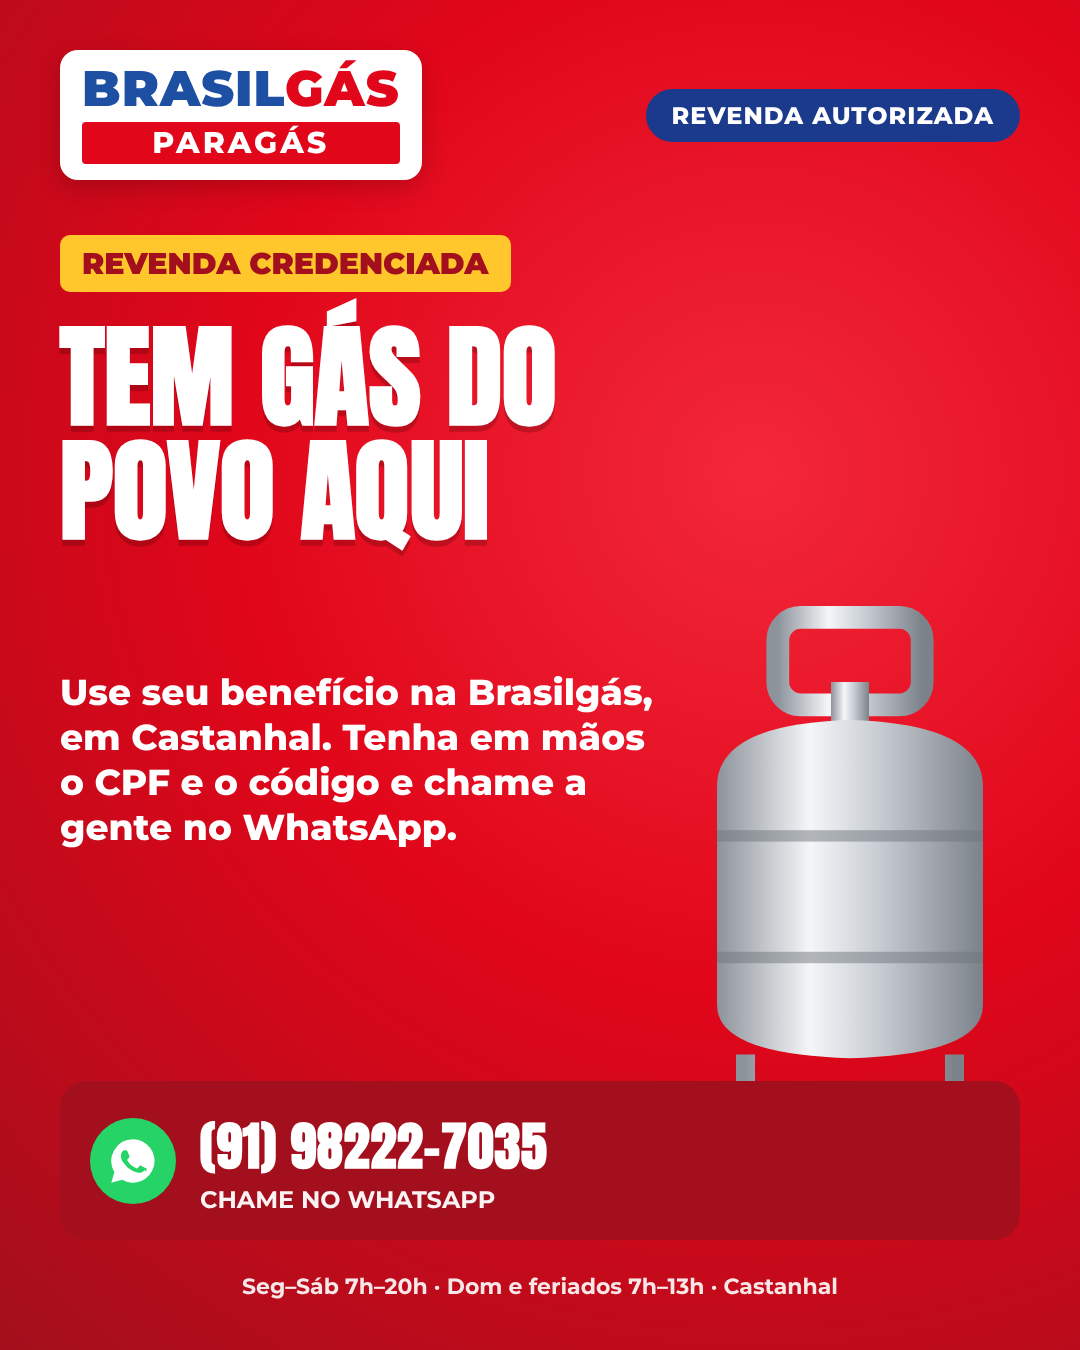 BRASILGÁS
PARAGÁS
REVENDA AUTORIZADA
REVENDA CREDENCIADA
TEM GÁS DO
POVO AQUI
Use seu benefício na Brasilgás,
em Castanhal. Tenha em mãos
o CPF e o código e chame a
gente no WhatsApp.
(91) 98222-7035
CHAME NO WHATSAPP
Seg–Sáb 7h–20h · Dom e feriados 7h–13h · Castanhal